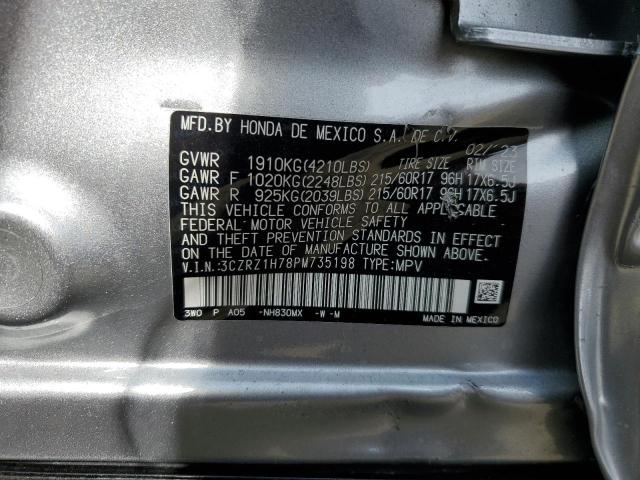 MFD.BY HONDA DE MEXICO S.A. DE C.V. 02/'23
GVWR 1910KG(4210LBS) TIRE SIZE RIM SIZE
GAWR F 1020KG(2248LBS) 215/60R17 96H 17X6.5J
GAWR R 925KG(2039LBS) 215/60R17 96H 17X6.5J
THIS VEHICLE CONFORMS TO ALL APPLICABLE
FEDERAL MOTOR VEHICLE SAFETY
AND THEFT PREVENTION STANDARDS IN EFFECT
ON THE DATE OF MANUFACTURE SHOWN ABOVE.
V.I.N.:3CZRZ1H78PM735198 TYPE:MPV
3W0 P A05 -NH830MX -W -M MADE IN MEXICO